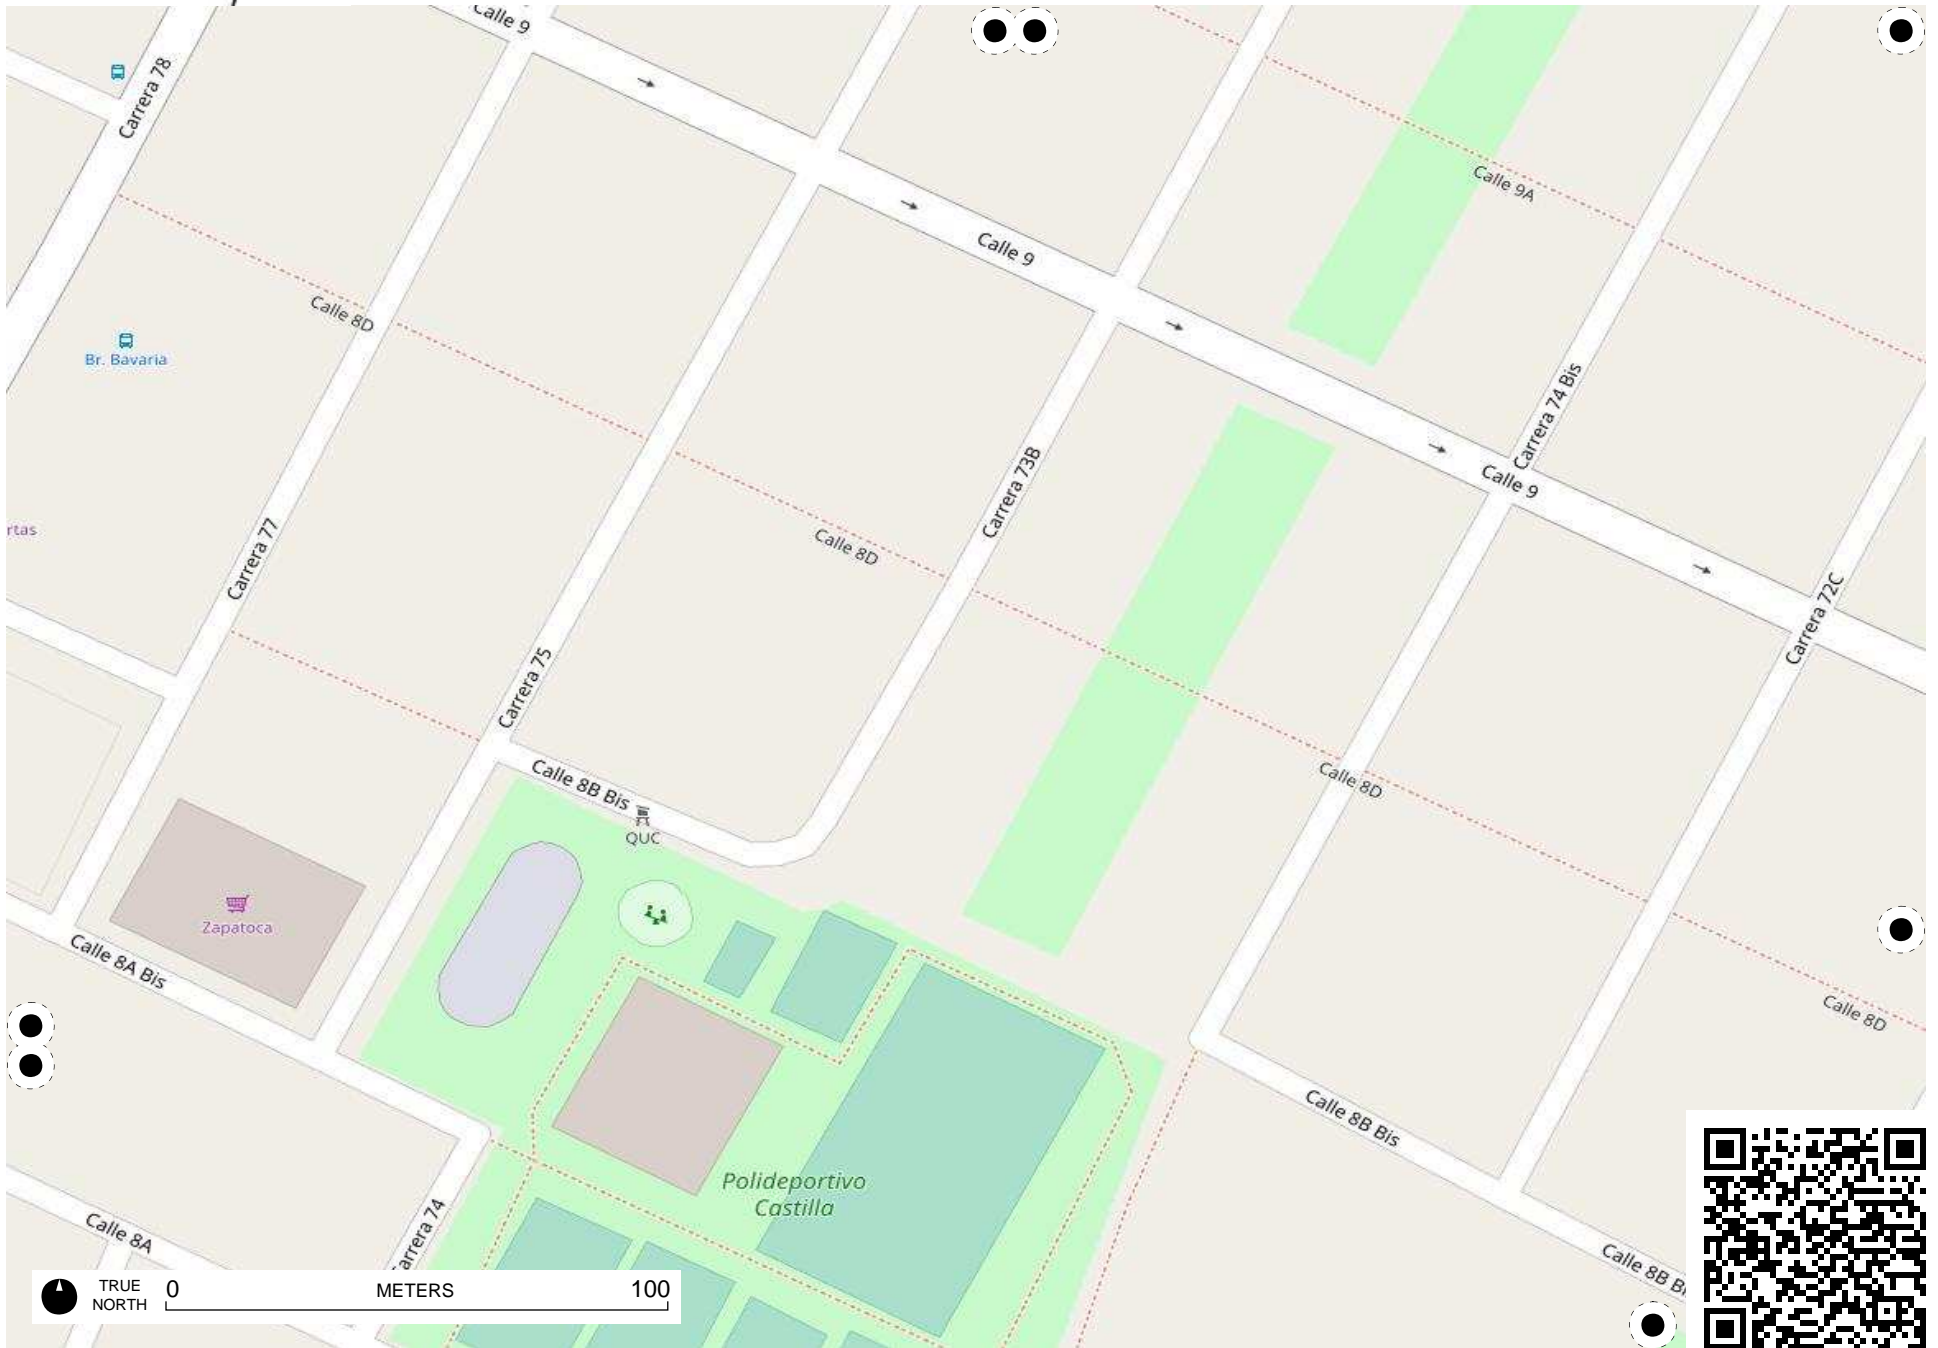 Calle 9
Carrera 78
Calle 9A
Calle 9
Calle 8D
Br. Bavaria
Carrera 74 Bis
Calle 9
Carrera 73B
rtas
Carrera 77
Calle 8D
Carrera 72C
Carrera 75
Calle 8B Bis
QUC
Calle 8D
Zapatoca
Calle 8A Bis
Calle 8D
Calle 8B Bis
Polideportivo
Castilla
Calle 8A
Carrera 74
Calle 8B Bi
TRUE
NORTH
0 METERS 100